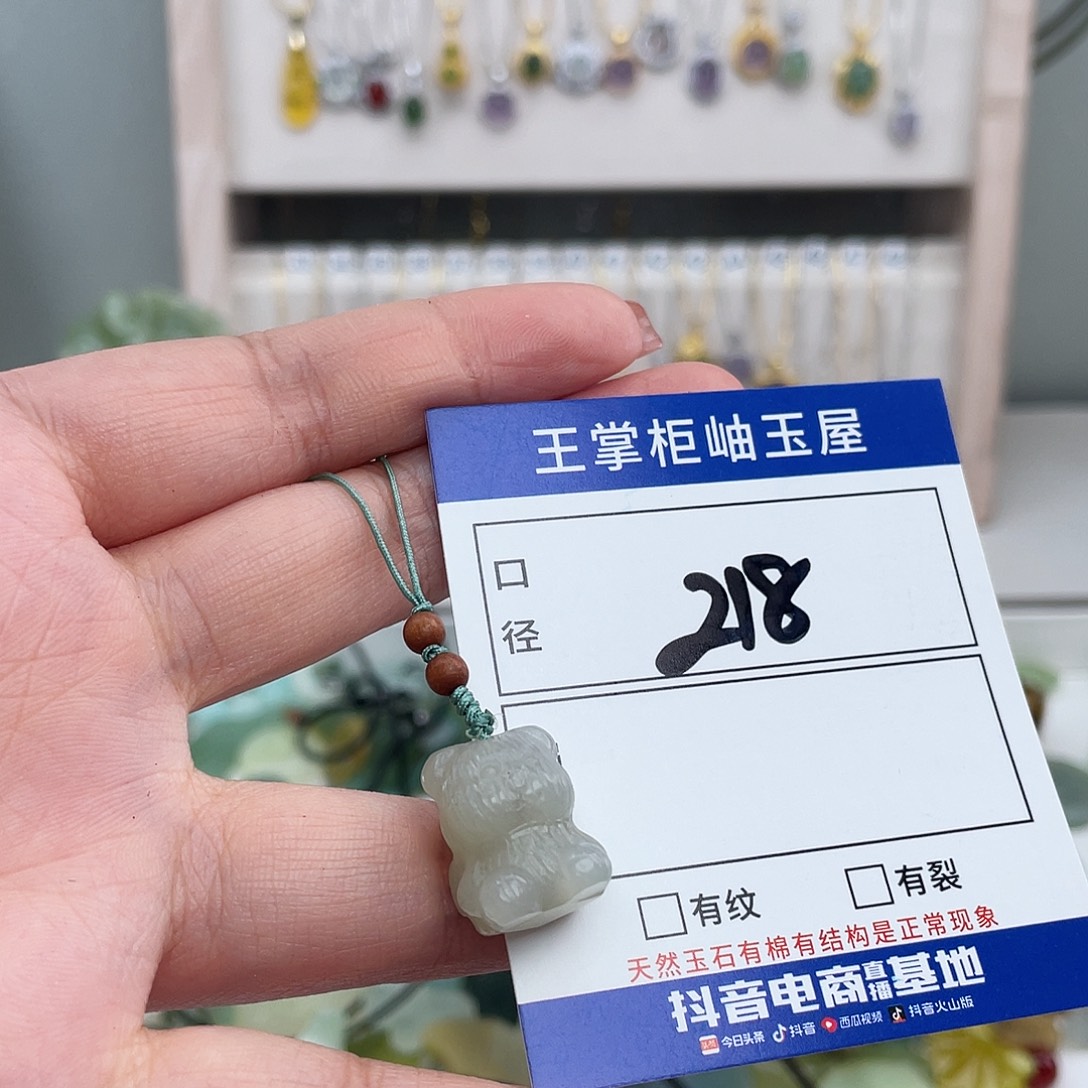 王掌柜岫玉屋
口
径
218
有纹 有裂
天然玉石有棉有结构是正常现象
抖音电商直播基地
今日头条 抖音 西瓜视频 抖音火山版